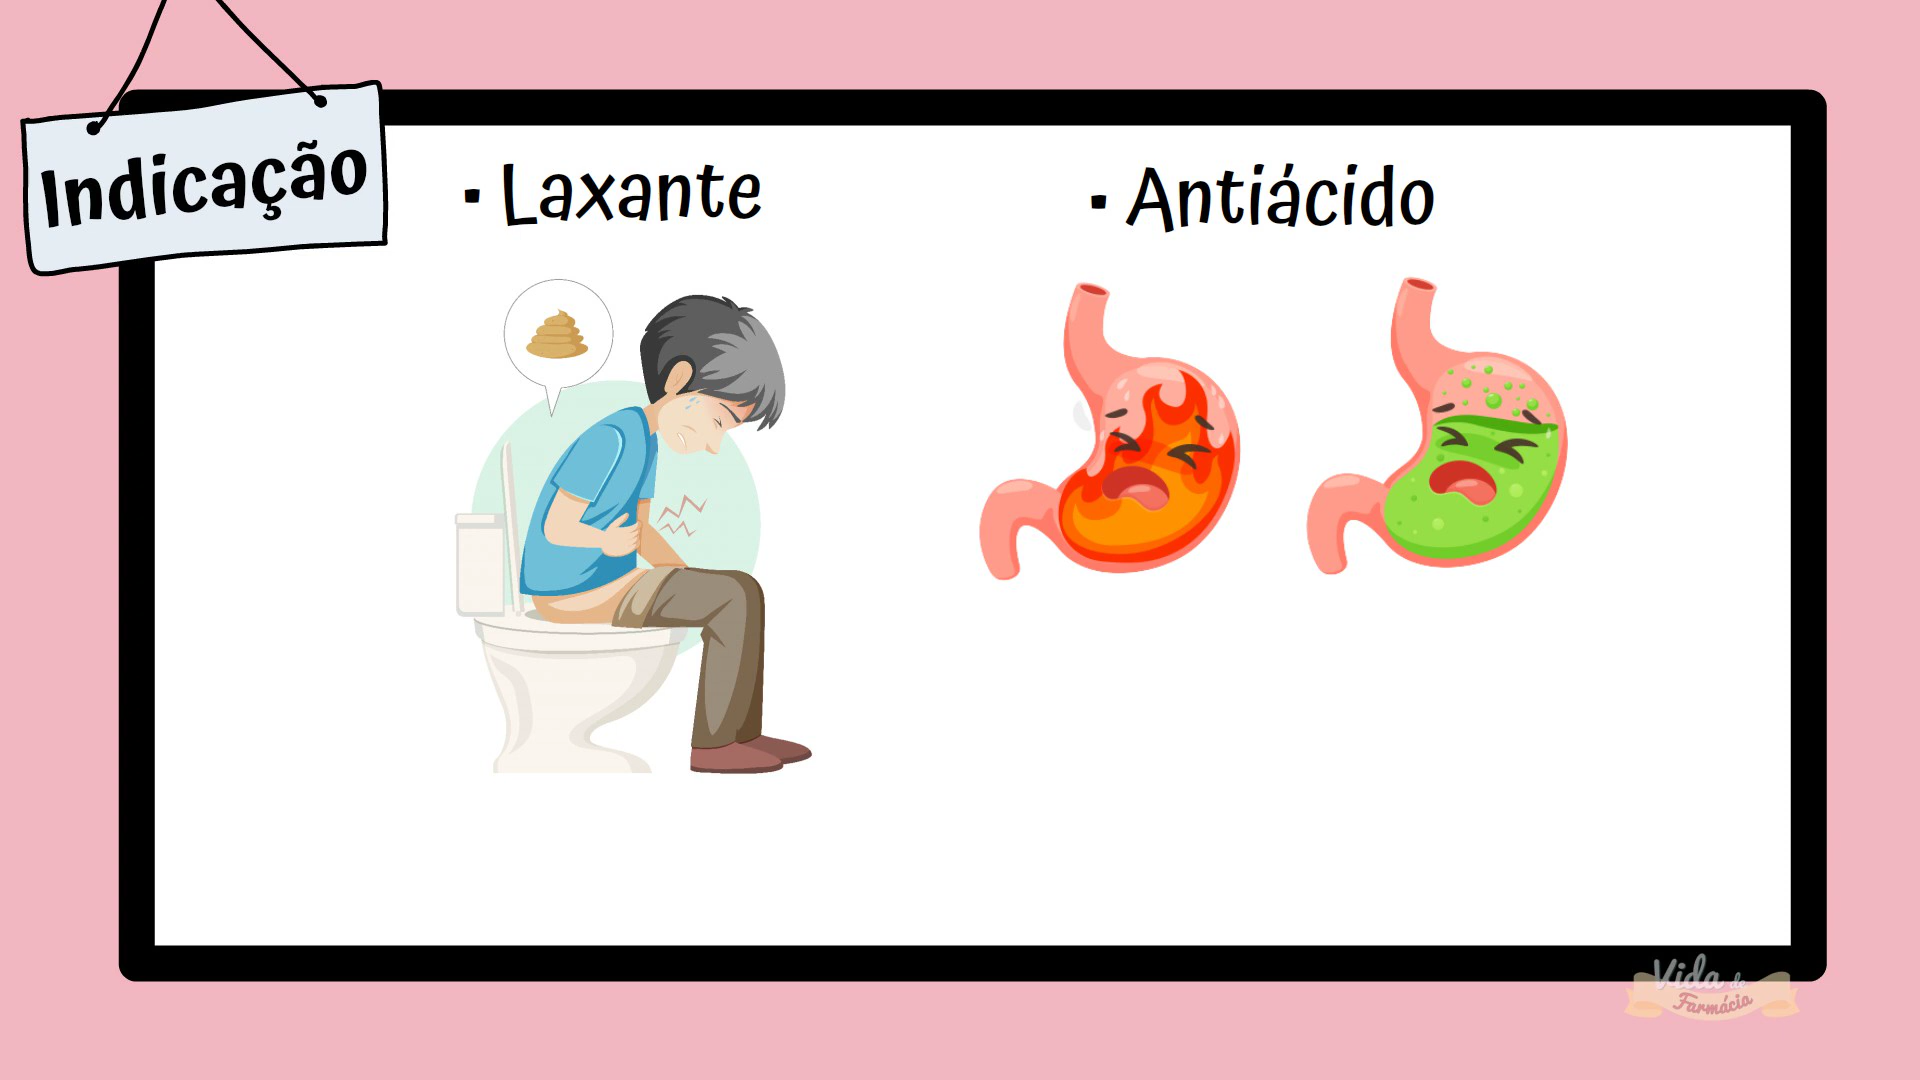 Indicação
▪ Laxante
▪ Antiácido
Vida de
Farmácia